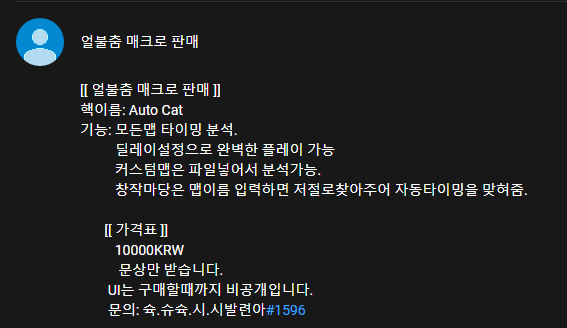 얼불춤 매크로 판매
[[ 얼불춤 매크로 판매 ]]
핵이름: Auto Cat
기능: 모든맵 타이밍 분석.
딜레이설정으로 완벽한 플레이 가능
커스텀맵은 파일넣어서 분석가능.
창작마당은 맵이름 입력하면 저절로찾아주어 자동타이밍을 맞혀줌.
[[ 가격표 ]]
10000KRW
문상만 받습니다.
UI는 구매할때까지 비공개입니다.
문의: 슉.슈슉.시.시발련아#1596